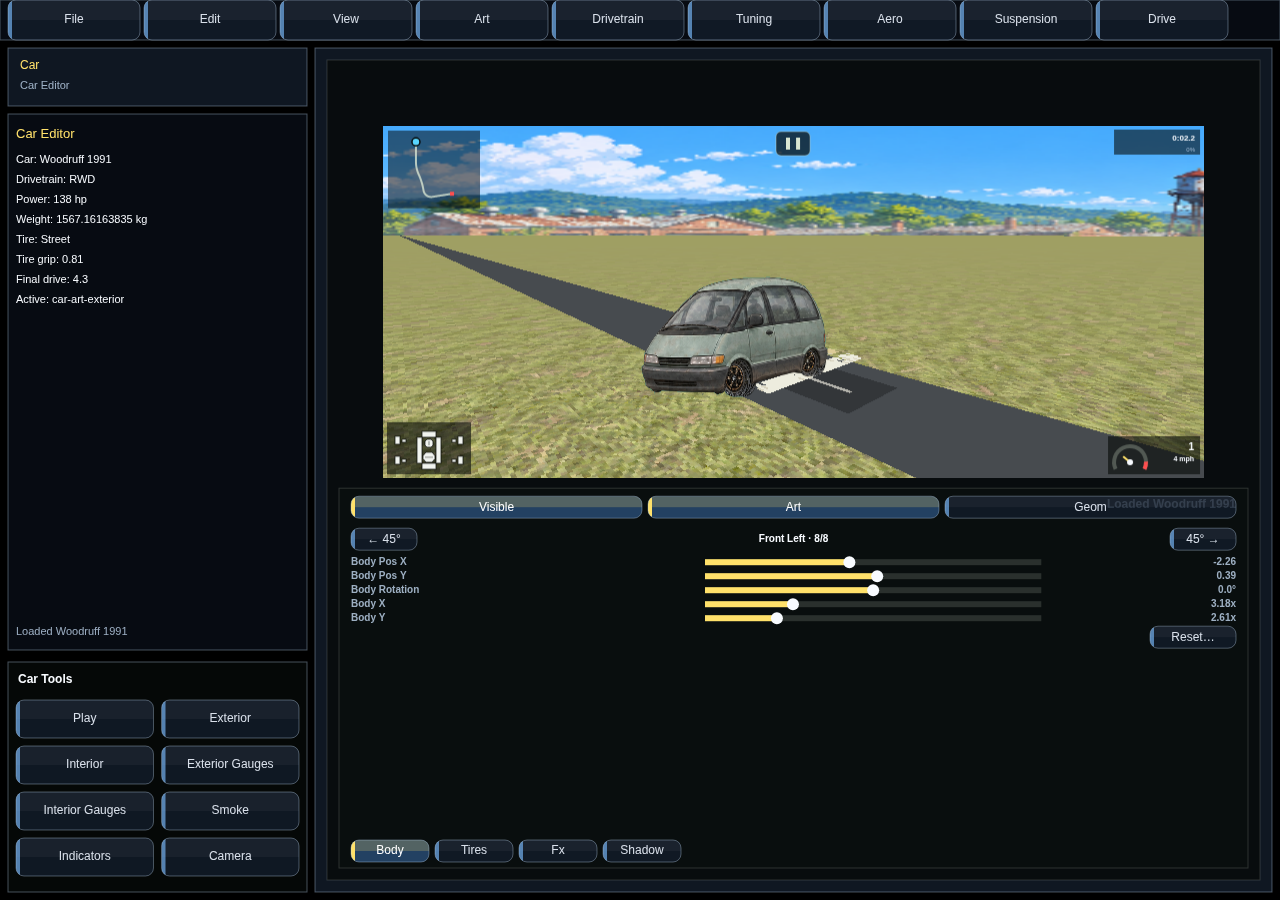 File Edit View Art Drivetrain Tuning Aero Suspension Drive
Car
Car Editor
Car Editor
Car: Woodruff 1991
Drivetrain: RWD
Power: 138 hp
Weight: 1567.16163835 kg
Tire: Street
Tire grip: 0.81
Final drive: 4.3
Active: car-art-exterior
Loaded Woodruff 1991
Car Tools
Play Exterior
Interior Exterior Gauges
Interior Gauges Smoke
Indicators Camera
0:02.2
0%
1
4 mph
Visible Art Geom Loaded Woodruff 1991
← 45° Front Left · 8/8 45° →
Body Pos X -2.26
Body Pos Y 0.39
Body Rotation 0.0°
Body X 3.18x
Body Y 2.61x
Reset…
Body Tires Fx Shadow